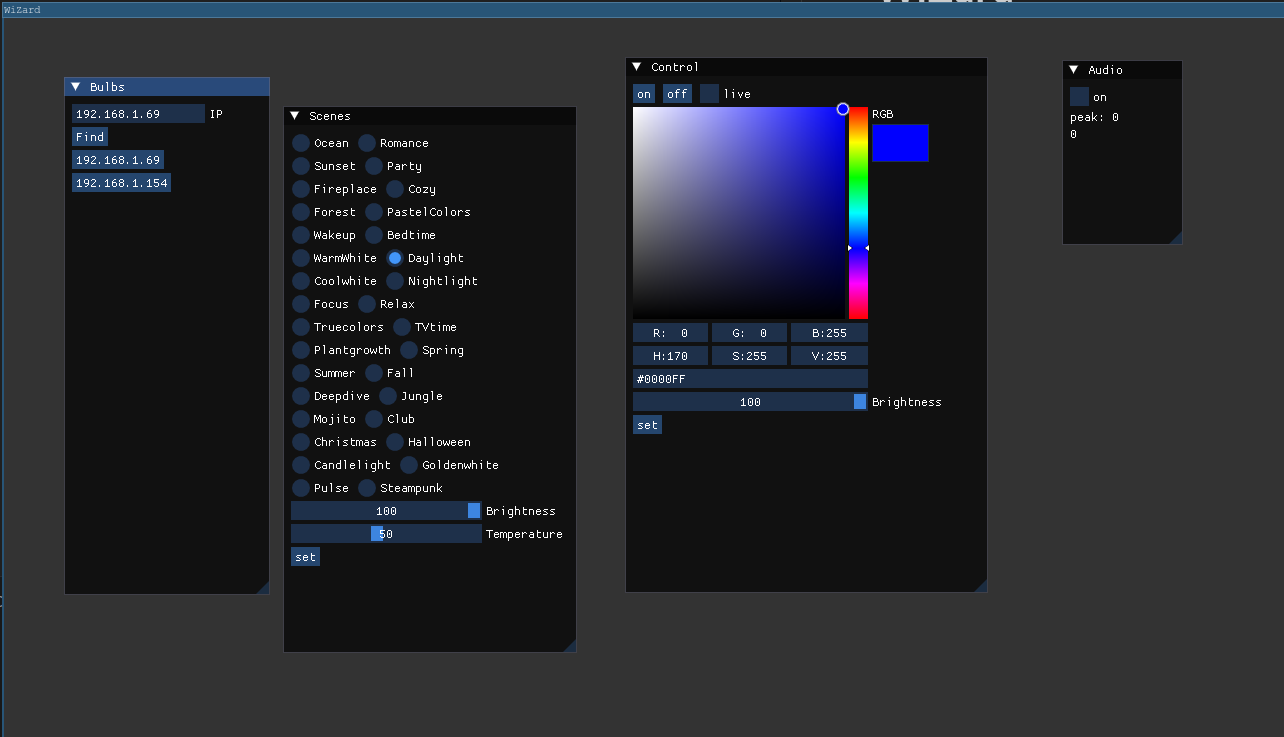 WiZard
Bulbs
192.168.1.69 IP
Find
192.168.1.69
192.168.1.154
Scenes
Ocean Romance
Sunset Party
Fireplace Cozy
Forest PastelColors
Wakeup Bedtime
WarmWhite Daylight
Coolwhite Nightlight
Focus Relax
Truecolors TVtime
Plantgrowth Spring
Summer Fall
Deepdive Jungle
Mojito Club
Christmas Halloween
Candlelight Goldenwhite
Pulse Steampunk
100 Brightness
50 Temperature
set
Control
on off live
RGB
R: 0 G: 0 B:255
H:170 S:255 V:255
#0000FF
100 Brightness
set
Audio
on
peak: 0
0